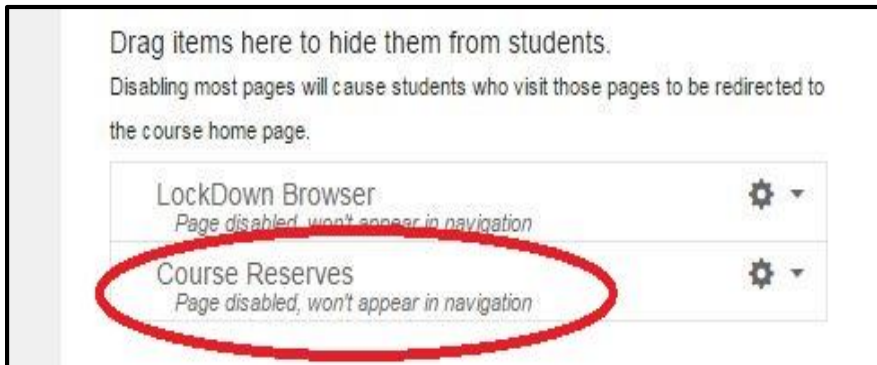 Drag items here to hide them from students.
Disabling most pages will cause students who visit those pages to be redirected to
the course home page.
LockDown Browser
Page disabled, won't appear in navigation
Course Reserves
Page disabled, won't appear in navigation